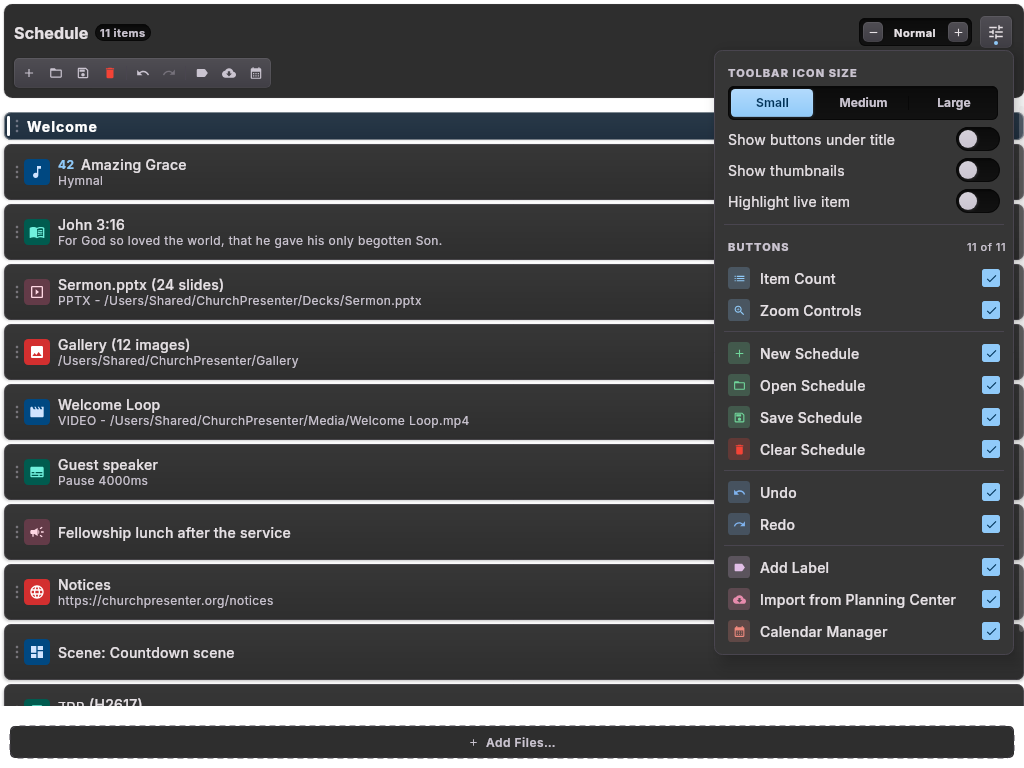 Schedule 11 items
Normal
TOOLBAR ICON SIZE
Small Medium Large
Show buttons under title
Show thumbnails
Highlight live item
BUTTONS 11 of 11
Item Count
Zoom Controls
New Schedule
Open Schedule
Save Schedule
Clear Schedule
Undo
Redo
Add Label
Import from Planning Center
Calendar Manager
Welcome
42 Amazing Grace
Hymnal
John 3:16
For God so loved the world, that he gave his only begotten Son.
Sermon.pptx (24 slides)
PPTX - /Users/Shared/ChurchPresenter/Decks/Sermon.pptx
Gallery (12 images)
/Users/Shared/ChurchPresenter/Gallery
Welcome Loop
VIDEO - /Users/Shared/ChurchPresenter/Media/Welcome Loop.mp4
Guest speaker
Pause 4000ms
Fellowship lunch after the service
Notices
https://churchpresenter.org/notices
Scene: Countdown scene
(H2617)
+ Add Files...